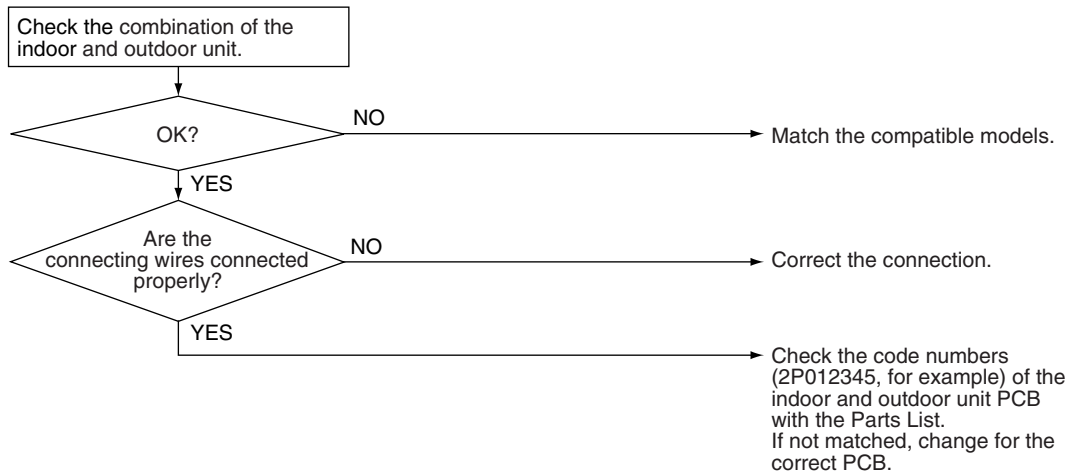 Check the combination of the
indoor and outdoor unit.
OK?
NO
Match the compatible models.
YES
Are the
connecting wires connected
properly?
NO
Correct the connection.
YES
Check the code numbers
(2P012345, for example) of the
indoor and outdoor unit PCB
with the Parts List.
If not matched, change for the
correct PCB.